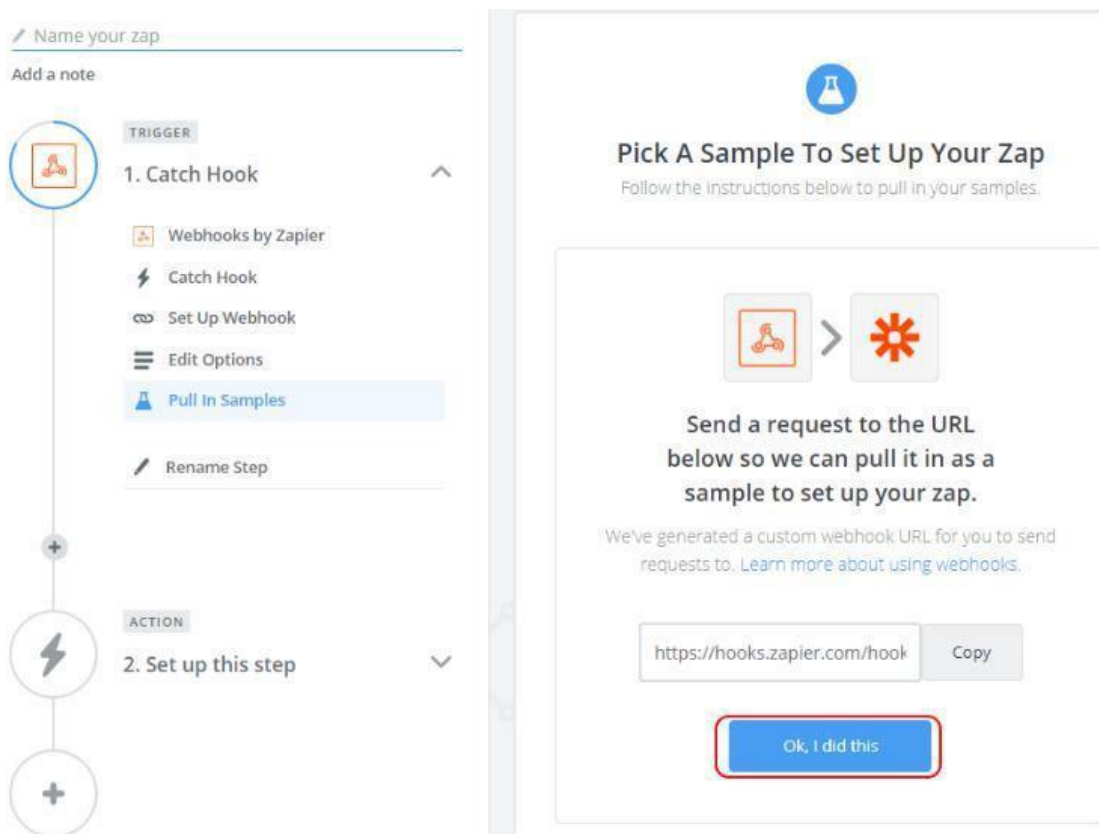 Name your zap
Add a note
TRIGGER
1. Catch Hook
Webhooks by Zapier
Catch Hook
Set Up Webhook
Edit Options
Pull In Samples
Rename Step
ACTION
2. Set up this step
Pick A Sample To Set Up Your Zap
Follow the instructions below to pull in your samples.
Send a request to the URL
below so we can pull it in as a
sample to set up your zap.
We've generated a custom webhook URL for you to send
requests to. Learn more about using webhooks.
https://hooks.zapier.com/hook
Copy
Ok, I did this